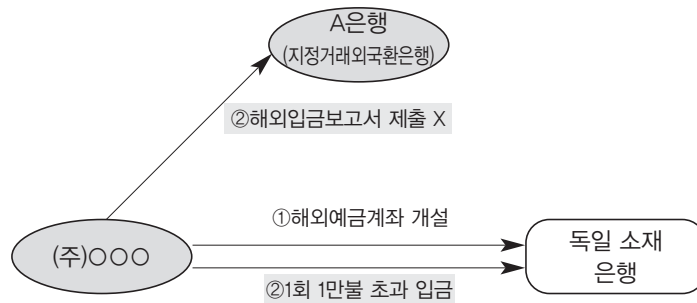 A은행
(지정거래외국환은행)
②해외입금보고서 제출 X
①해외예금계좌 개설
(주)○○○
독일 소재
은행
②1회 1만불 초과 입금